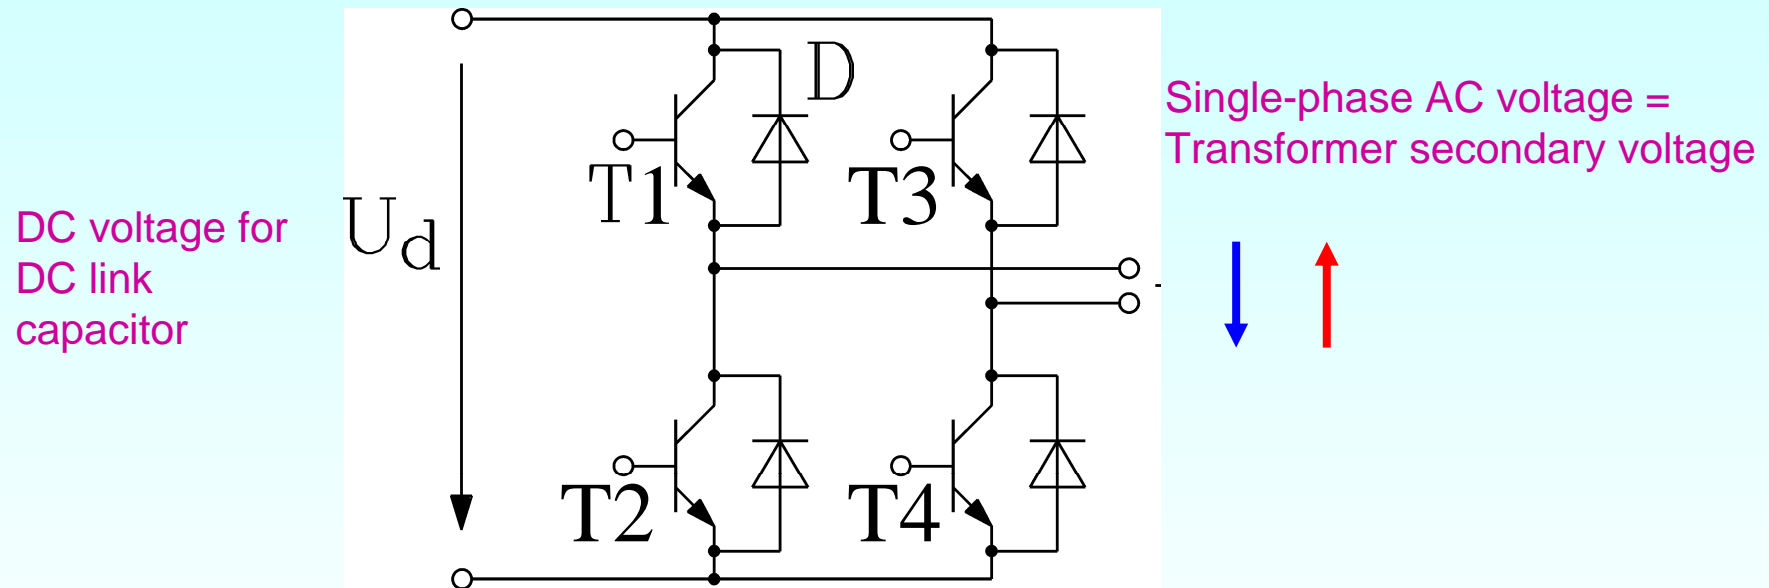 DC voltage for
DC link
capacitor
Ud
D
T1
T3
T2
T4
Single-phase AC voltage =
Transformer secondary voltage